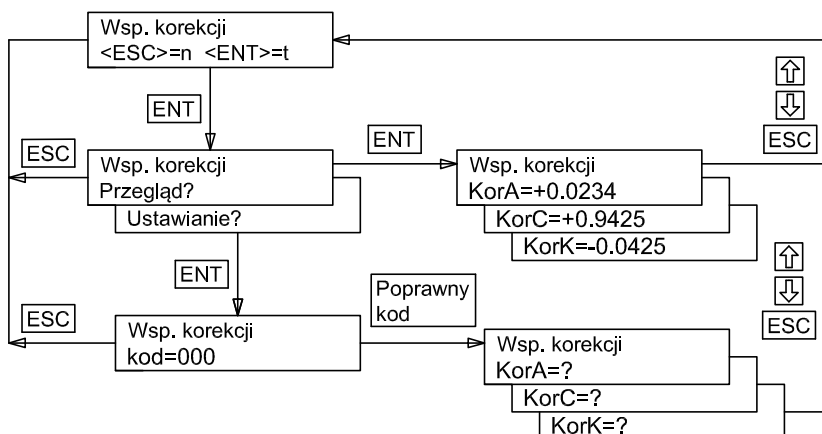 Wsp. korekcji
<ESC>=n <ENT>=t
ENT
ESC
Wsp. korekcji
Przegląd?
Ustawianie?
ENT
Wsp. korekcji
KorA=+0.0234
KorC=+0.9425
KorK=-0.0425
ESC
ENT
ESC
Wsp. korekcji
kod=000
Poprawny
kod
Wsp. korekcji
KorA=?
KorC=?
KorK=?
ESC